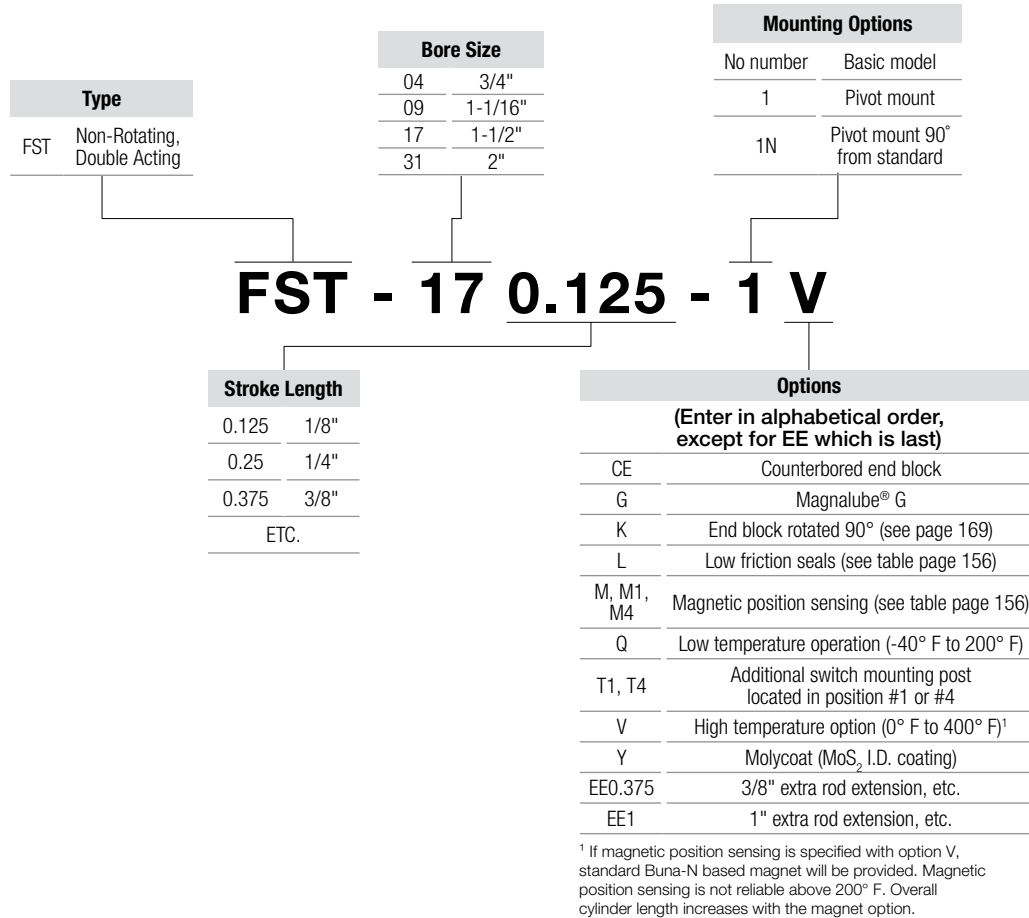 Mounting Options
No number Basic model
1 Pivot mount
1N Pivot mount 90˚
from standard
Bore Size
04 3/4"
09 1-1/16"
17 1-1/2"
31 2"
Type
FST Non-Rotating,
Double Acting
FST - 17 0.125 - 1 V
Stroke Length
0.125 1/8"
0.25 1/4"
0.375 3/8"
ETC.
Options
(Enter in alphabetical order,
except for EE which is last)
CE Counterbored end block
G Magnalube® G
K End block rotated 90° (see page 169)
L Low friction seals (see table page 156)
M, M1,
M4 Magnetic position sensing (see table page 156)
Q Low temperature operation (-40° F to 200° F)
T1, T4 Additional switch mounting post
located in position #1 or #4
V High temperature option (0° F to 400° F)¹
Y Molycoat (MoS₂ I.D. coating)
EE0.375 3/8" extra rod extension, etc.
EE1 1" extra rod extension, etc.
¹ If magnetic position sensing is specified with option V,
standard Buna-N based magnet will be provided. Magnetic
position sensing is not reliable above 200° F. Overall
cylinder length increases with the magnet option.